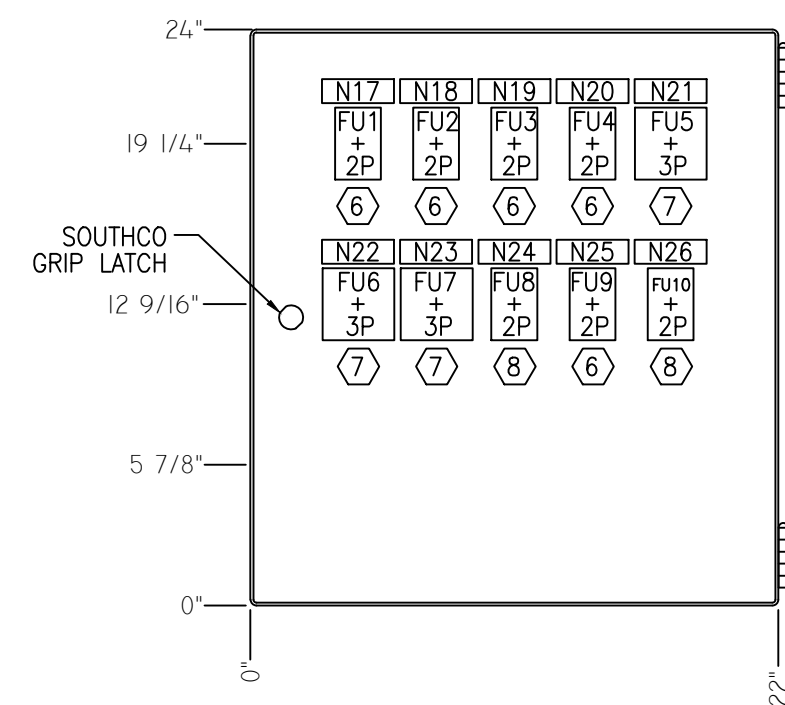 24"
N17 N18 N19 N20 N21
FU1 FU2 FU3 FU4 FU5
+ + + + +
2P 2P 2P 2P 3P
19 1/4"
6 6 6 6 7
SOUTHCO
GRIP LATCH
N22 N23 N24 N25 N26
FU6 FU7 FU8 FU9 FU10
+ + + + +
3P 3P 2P 2P 2P
12 9/16"
7 7 8 6 8
5 7/8"
0"
0"
22"